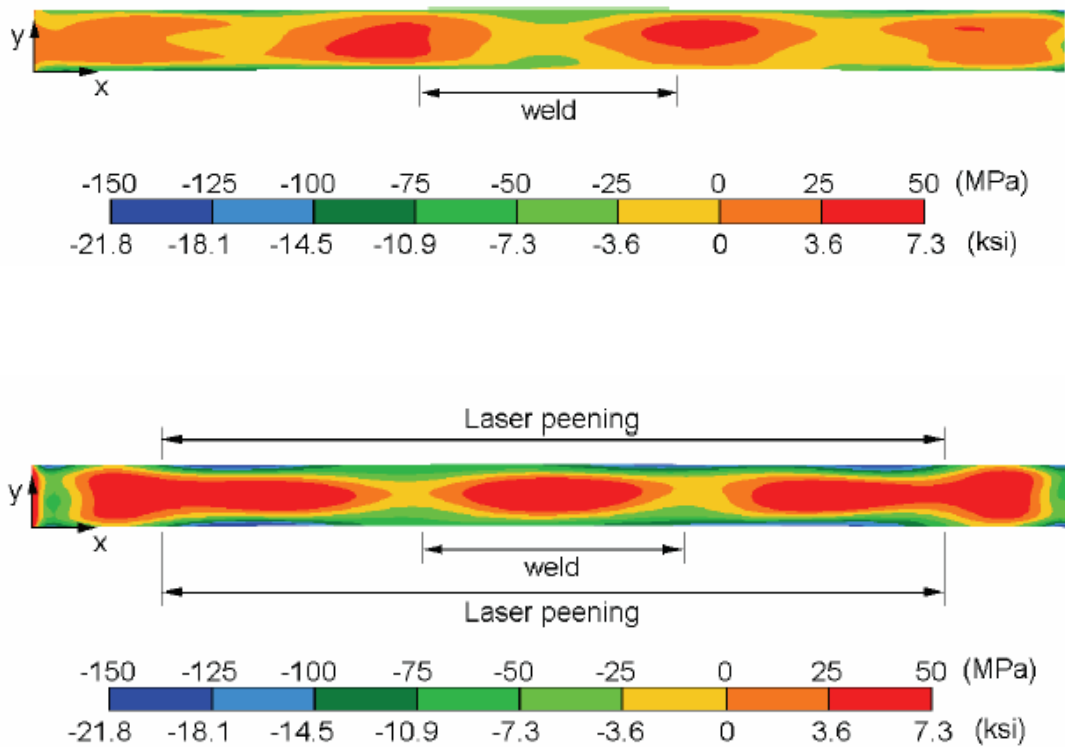 y
x
weld
-150 -125 -100 -75 -50 -25 0 25 50 (MPa)
-21.8 -18.1 -14.5 -10.9 -7.3 -3.6 0 3.6 7.3 (ksi)
Laser peening
y
x
weld
Laser peening
-150 -125 -100 -75 -50 -25 0 25 50 (MPa)
-21.8 -18.1 -14.5 -10.9 -7.3 -3.6 0 3.6 7.3 (ksi)